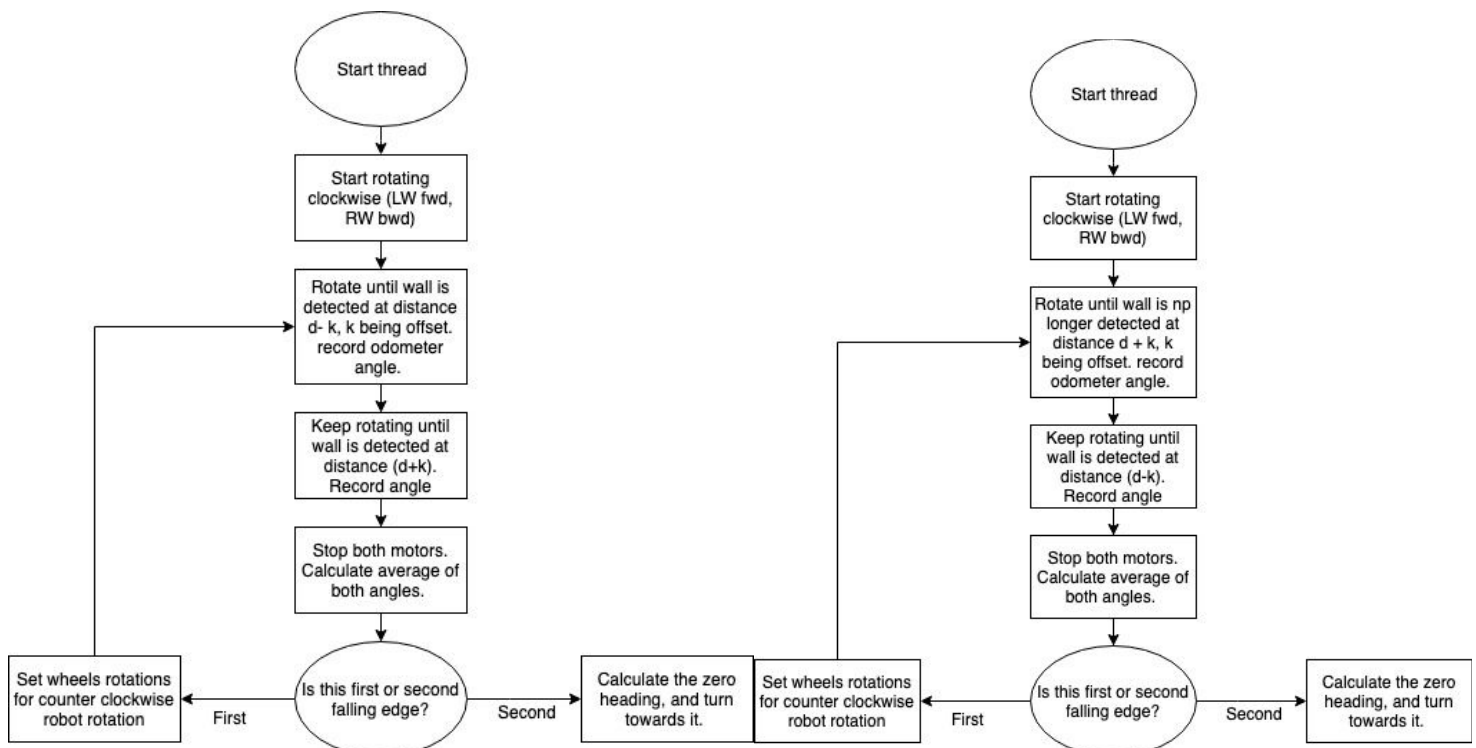 Start thread
Start rotating
clockwise (LW fwd,
RW bwd)
Rotate until wall is
detected at distance
d- k, k being offset.
record odometer
angle.
Keep rotating until
wall is detected at
distance (d+k).
Record angle
Stop both motors.
Calculate average of
both angles.
Is this first or second
falling edge?
First
Set wheels rotations
for counter clockwise
robot rotation
Second
Calculate the zero
heading, and turn
towards it.
Start thread
Start rotating
clockwise (LW fwd,
RW bwd)
Rotate until wall is np
longer detected at
distance d + k, k
being offset. record
odometer angle.
Keep rotating until
wall is detected at
distance (d-k).
Record angle
Stop both motors.
Calculate average of
both angles.
Is this first or second
falling edge?
First
Set wheels rotations
for counter clockwise
robot rotation
Second
Calculate the zero
heading, and turn
towards it.